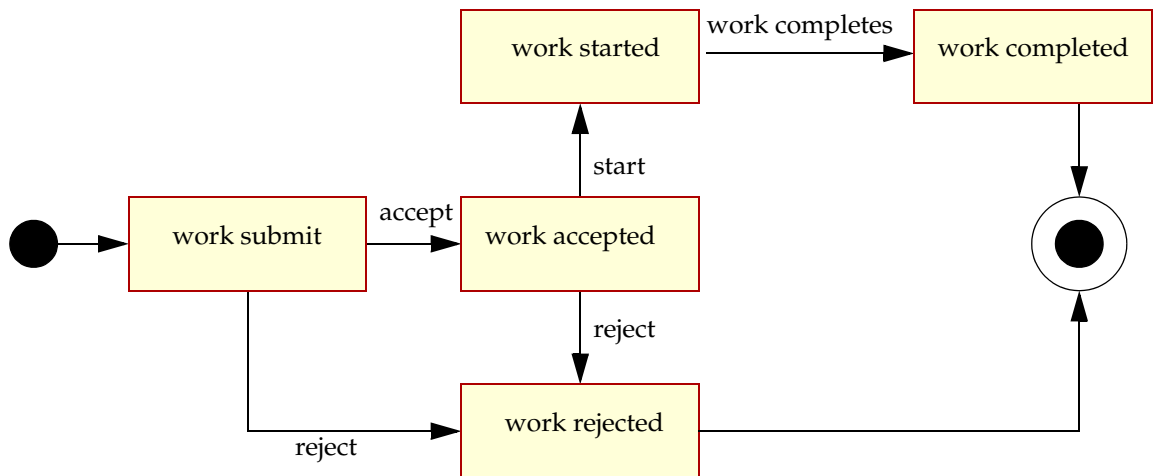 work started
work completes
work completed
start
work submit
accept
work accepted
reject
work rejected
reject